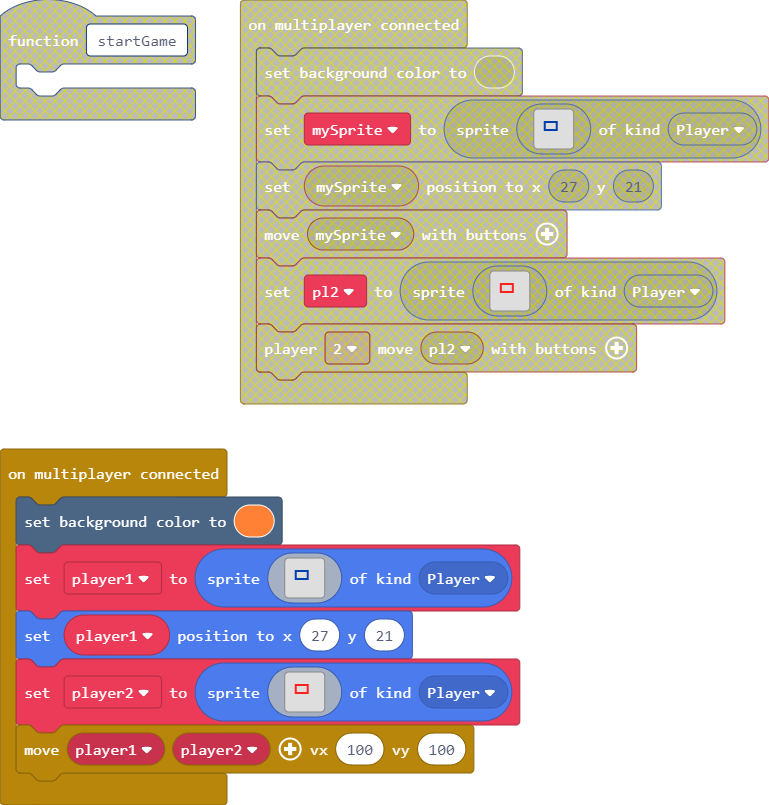 function startGame
on multiplayer connected
set background color to
set mySprite to sprite of kind Player
set mySprite position to x 27 y 21
move mySprite with buttons
set pl2 to sprite of kind Player
player 2 move pl2 with buttons
on multiplayer connected
set background color to
set player1 to sprite of kind Player
set player1 position to x 27 y 21
set player2 to sprite of kind Player
move player1 player2 vx 100 vy 100